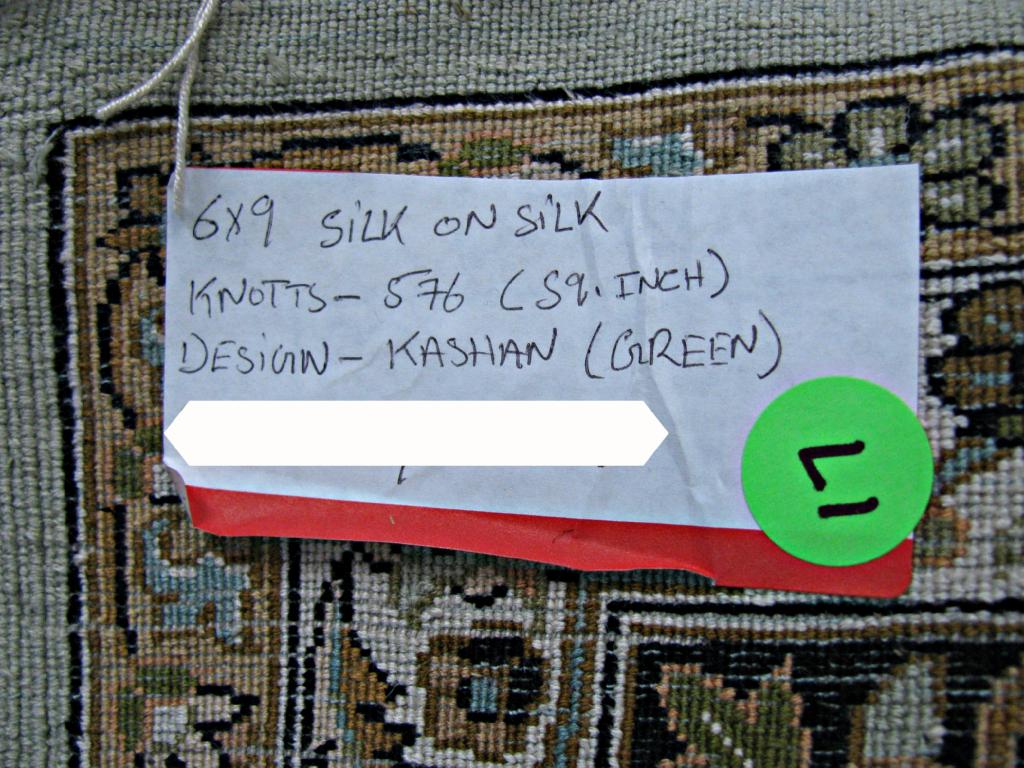 6x9 SILK ON SILK
KNOTTS - 576 (Sq. INCH)
DESIGN - KASHAN (GREEN)